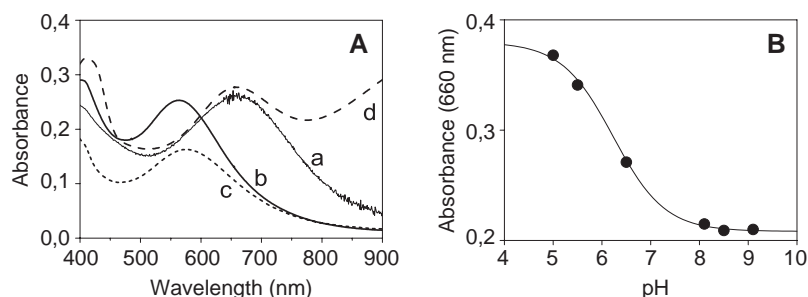 A
Absorbance
0,4
0,3
0,2
0,1
0,0
400 500 600 700 800 900
Wavelength (nm)
a
b
c
d
B
Absorbance (660 nm)
0,4
0,3
0,2
4 5 6 7 8 9 10
pH